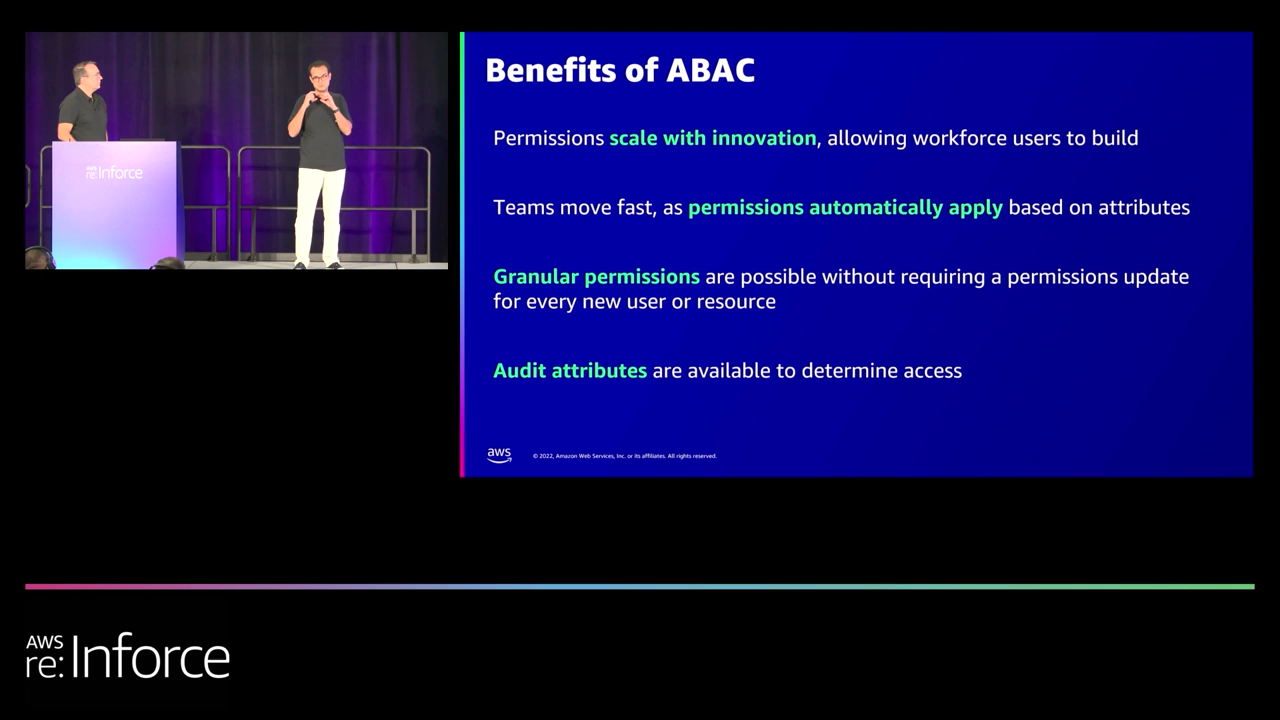 AWS
re:Inforce
Benefits of ABAC
Permissions scale with innovation, allowing workforce users to build
Teams move fast, as permissions automatically apply based on attributes
Granular permissions are possible without requiring a permissions update
for every new user or resource
Audit attributes are available to determine access
aws
© 2022, Amazon Web Services, Inc. or its affiliates. All rights reserved.
AWS
re:Inforce